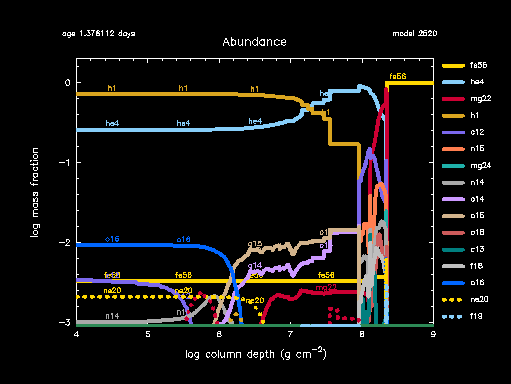 age 1.376112 days
model 2520
Abundance
fe56
he4
mg22
h1
c12
n15
mg24
n14
o14
o15
o18
c13
f18
o16
ne20
f19
fe56
h1 h1 h1
he4 he4 he4
o16 o16
o15
o14
fe56 fe56 fe56
ne20 ne20
mg22
n14
0
−1
−2
−3
4 5 6 7 8 9
log mass fraction
log column depth (g cm−2)